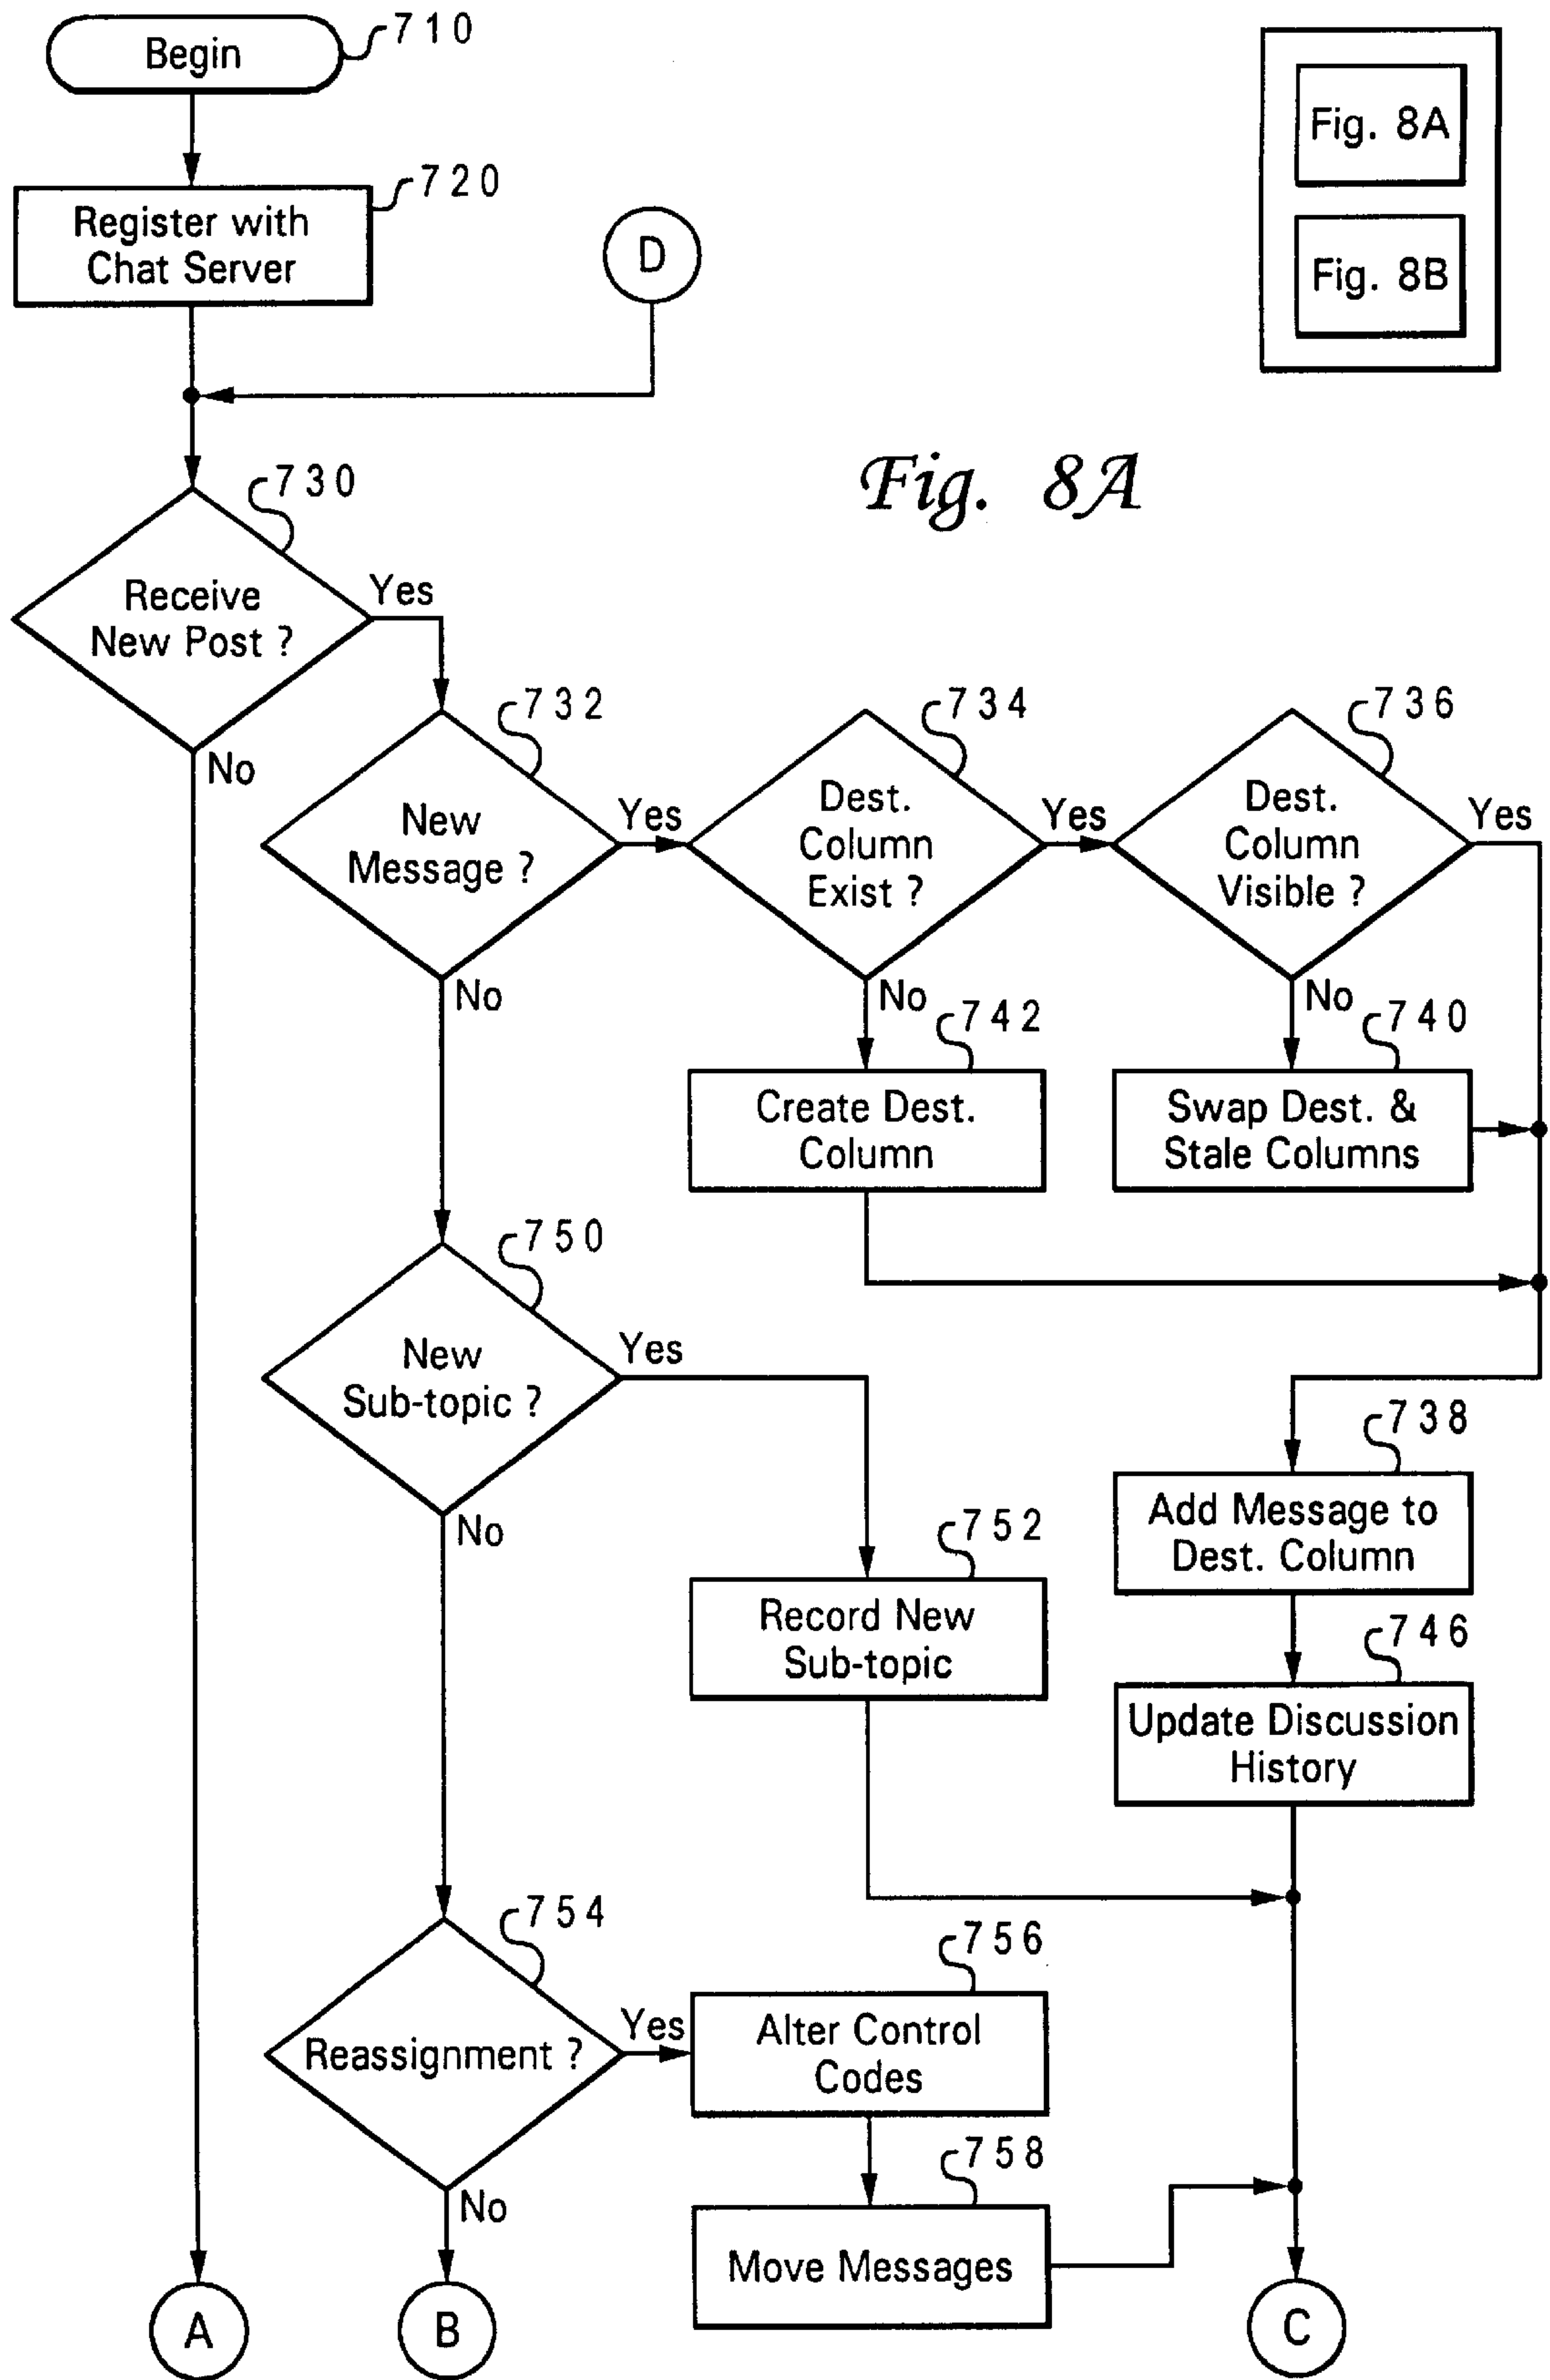 Begin
710
Fig. 8A
Fig. 8B
Register with
Chat Server
720
D
Fig. 8A
730
Receive
New Post ?
Yes
No
732
New
Message ?
Yes
No
734
Dest.
Column
Exist ?
Yes
No
736
Dest.
Column
Visible ?
Yes
No
742
Create Dest.
Column
740
Swap Dest. &
Stale Columns
750
New
Sub-topic ?
Yes
No
738
Add Message to
Dest. Column
752
Record New
Sub-topic
746
Update Discussion
History
754
Reassignment ?
Yes
No
756
Alter Control
Codes
758
Move Messages
A
B
C